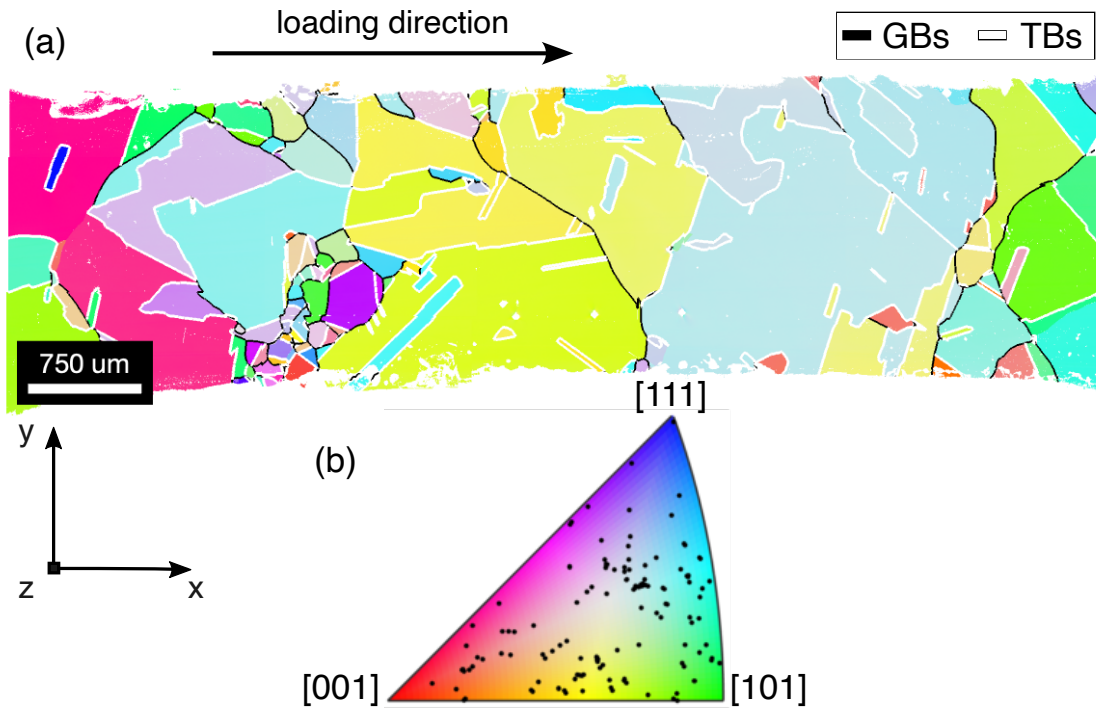 (a)
loading direction
GBs TBs
750 um
y
z
x
(b)
[111]
[001]
[101]